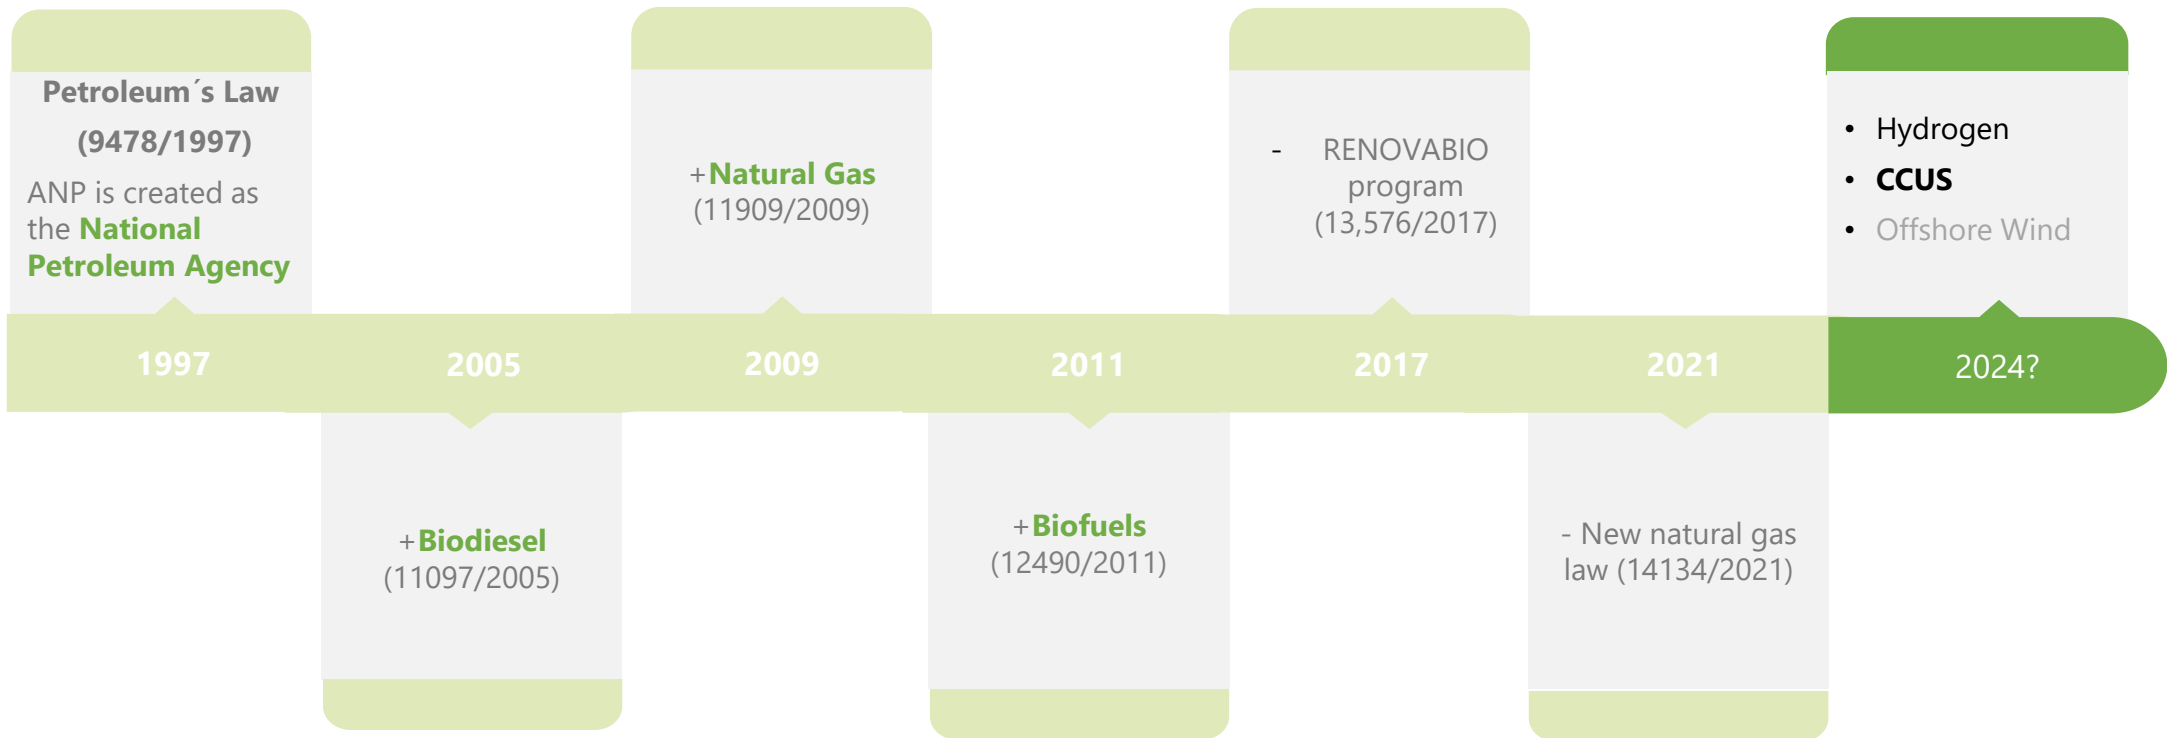 Petroleum´s Law
(9478/1997)
ANP is created as
the National
Petroleum Agency
1997
+Biodiesel
(11097/2005)
2005
+Natural Gas
(11909/2009)
2009
+Biofuels
(12490/2011)
2011
- RENOVABIO
program
(13,576/2017)
2017
- New natural gas
law (14134/2021)
2021
• Hydrogen
• CCUS
• Offshore Wind
2024?